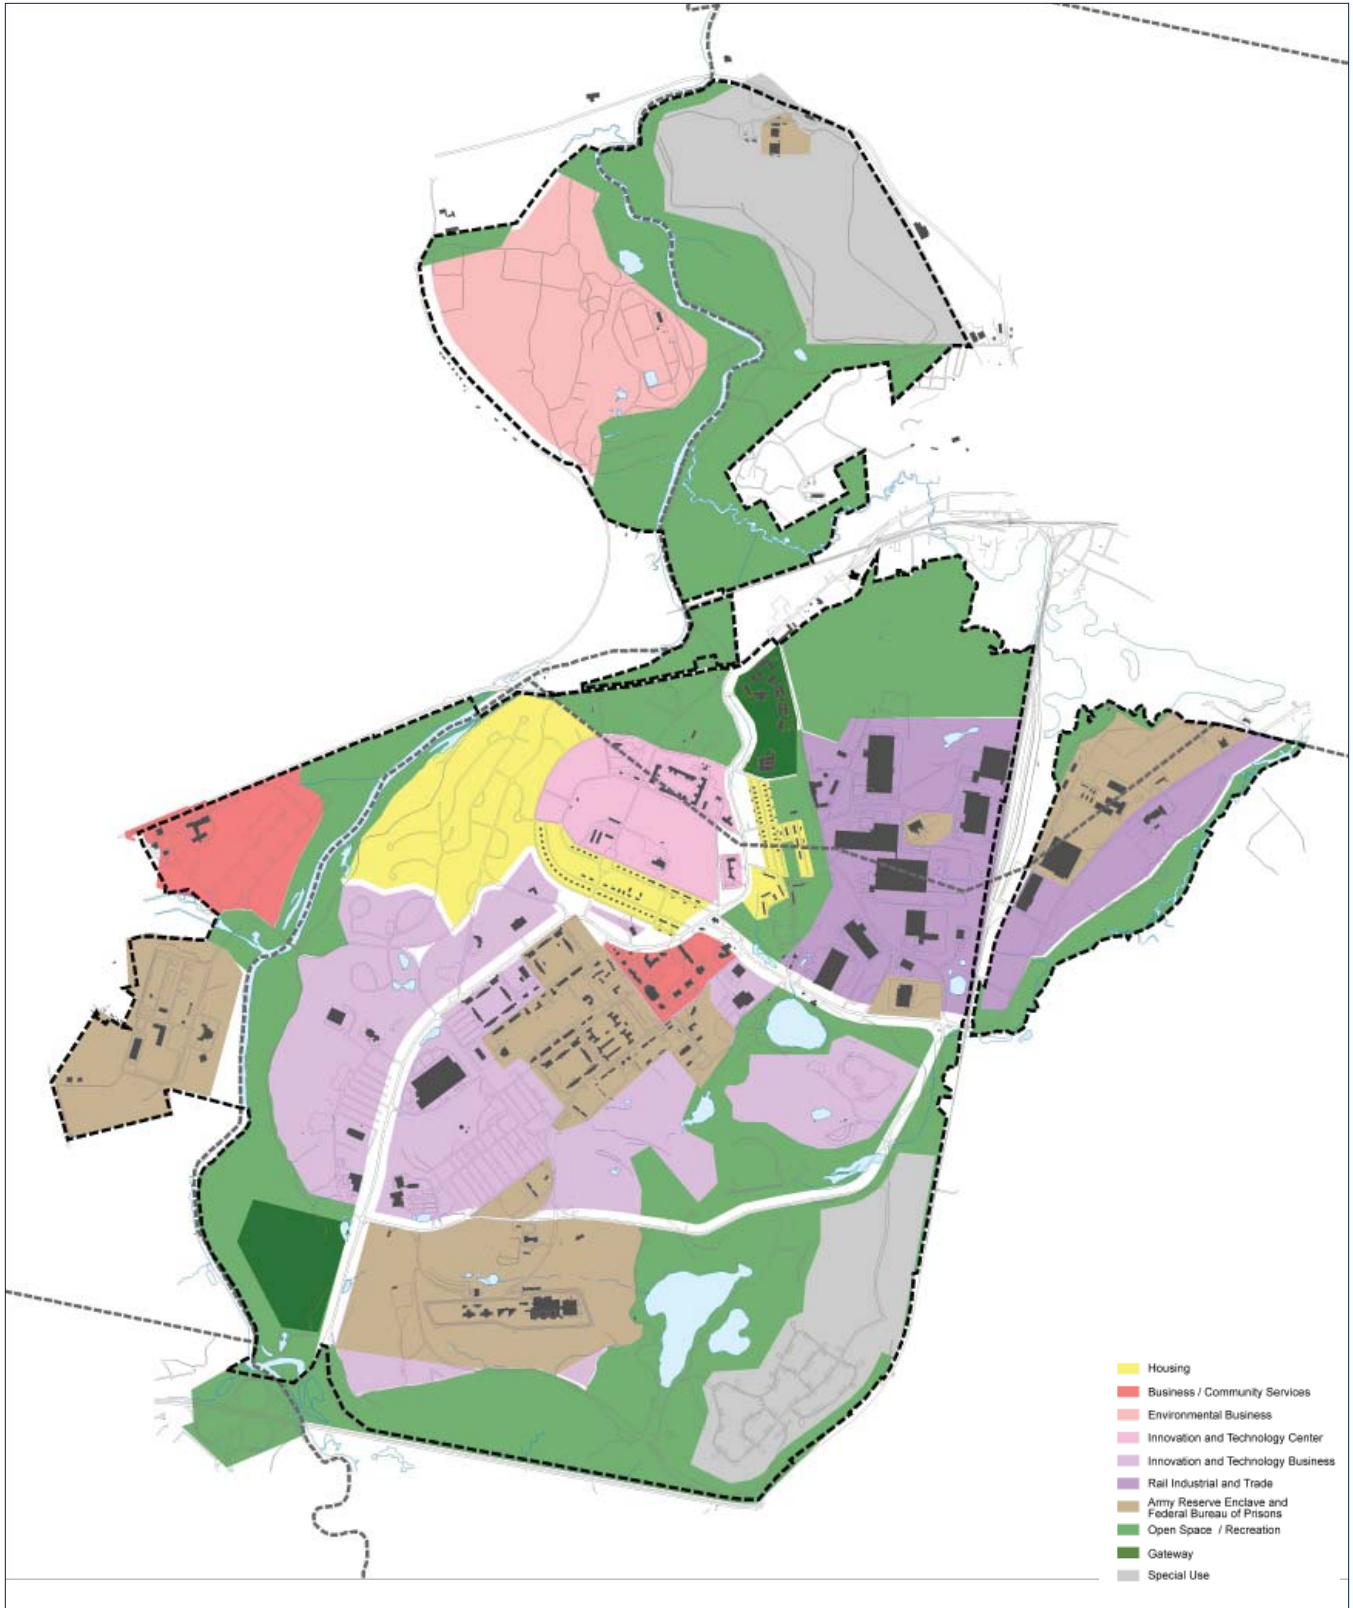 Housing
Business / Community Services
Environmental Business
Innovation and Technology Center
Innovation and Technology Business
Rail Industrial and Trade
Army Reserve Enclave and
Federal Bureau of Prisons
Open Space / Recreation
Gateway
Special Use